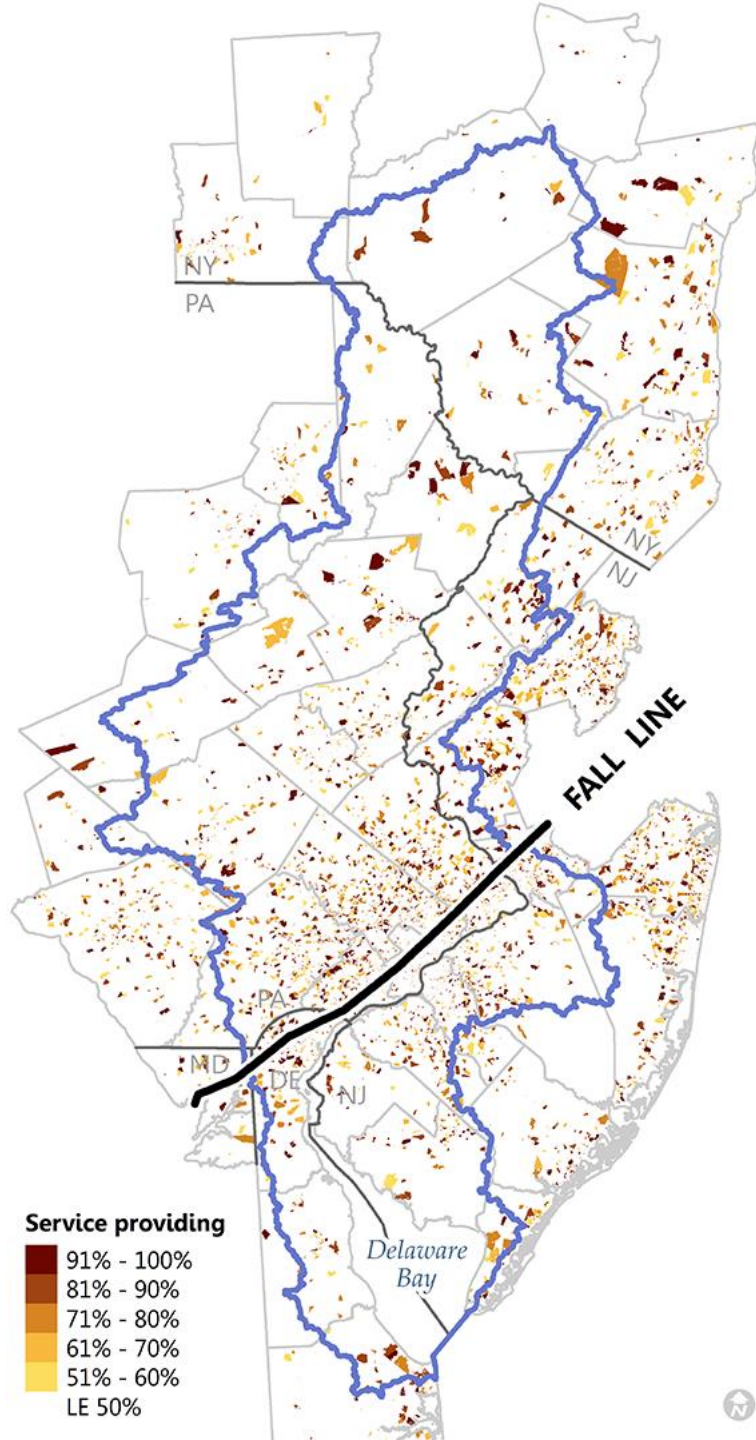 NY
PA
NY
NJ
FALL LINE
PA
MD
DE
NJ
Delaware
Bay
Service providing
91% - 100%
81% - 90%
71% - 80%
61% - 70%
51% - 60%
LE 50%
N